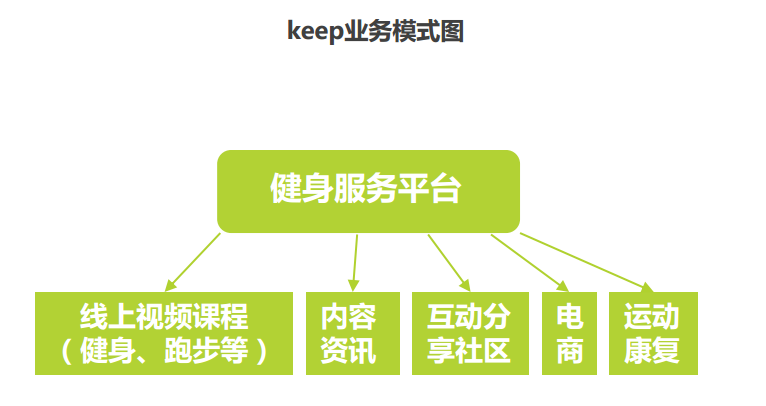 keep业务模式图
健身服务平台
线上视频课程
（健身、跑步等）
内容
资讯
互动分
享社区
电
商
运动
康复